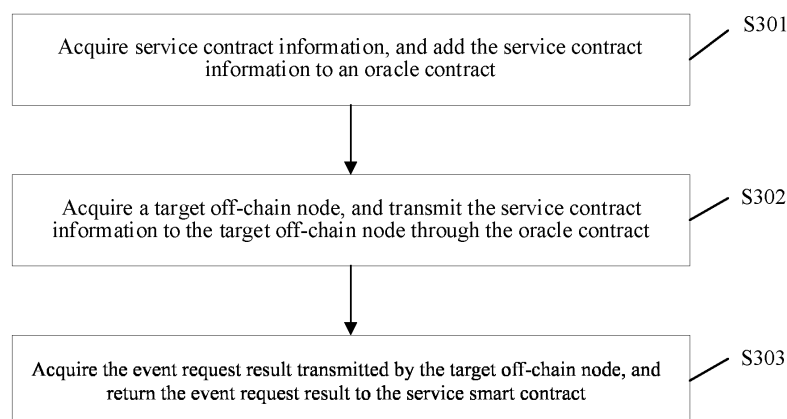 S301
Acquire service contract information, and add the service contract
information to an oracle contract
S302
Acquire a target off-chain node, and transmit the service contract
information to the target off-chain node through the oracle contract
S303
Acquire the event request result transmitted by the target off-chain node, and
return the event request result to the service smart contract